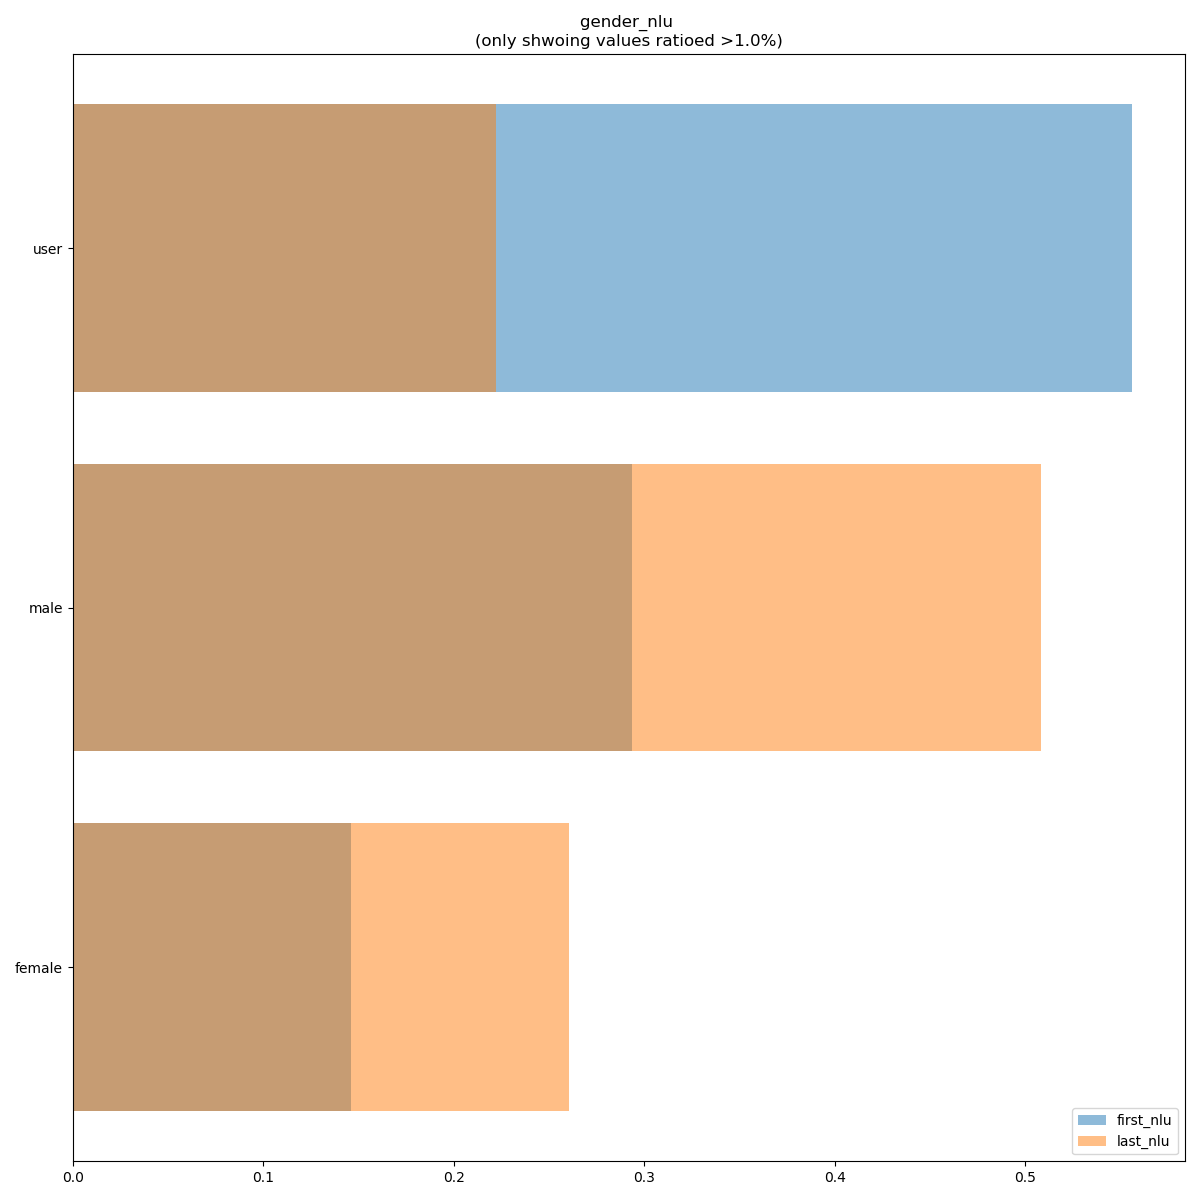 gender_nlu
(only shwoing values ratioed >1.0%)
user
male
female
first_nlu
last_nlu
0.0 0.1 0.2 0.3 0.4 0.5